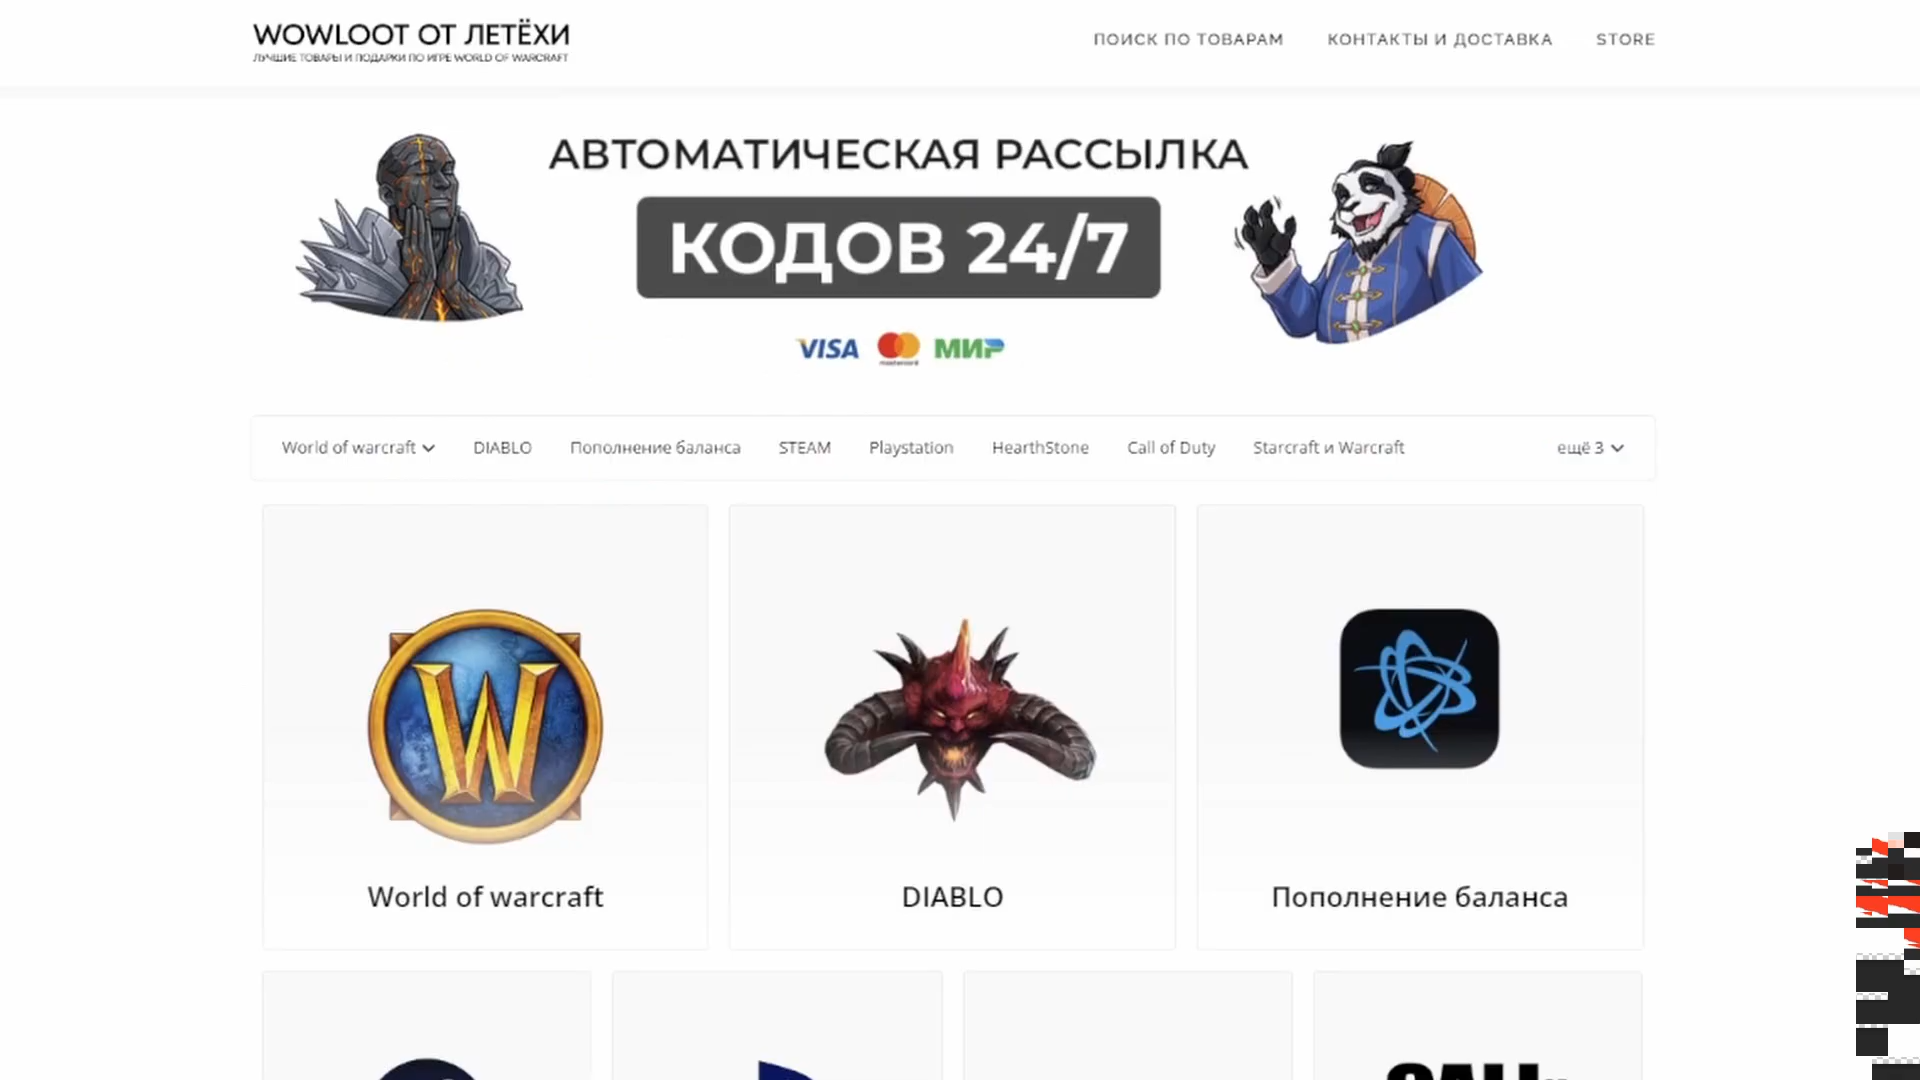 WOWLOOT ОТ ЛЕТЁХИ
ЛУЧШИЕ ТОВАРЫ И ПОДАРКИ ПО ИГРЕ WORLD OF WARCRAFT
ПОИСК ПО ТОВАРАМ
КОНТАКТЫ И ДОСТАВКА
STORE
АВТОМАТИЧЕСКАЯ РАССЫЛКА
КОДОВ 24/7
VISA mastercard МИР
World of warcraft
DIABLO
Пополнение баланса
STEAM
Playstation
HearthStone
Call of Duty
Starcraft и Warcraft
ещё 3
World of warcraft
DIABLO
Пополнение баланса
CALL